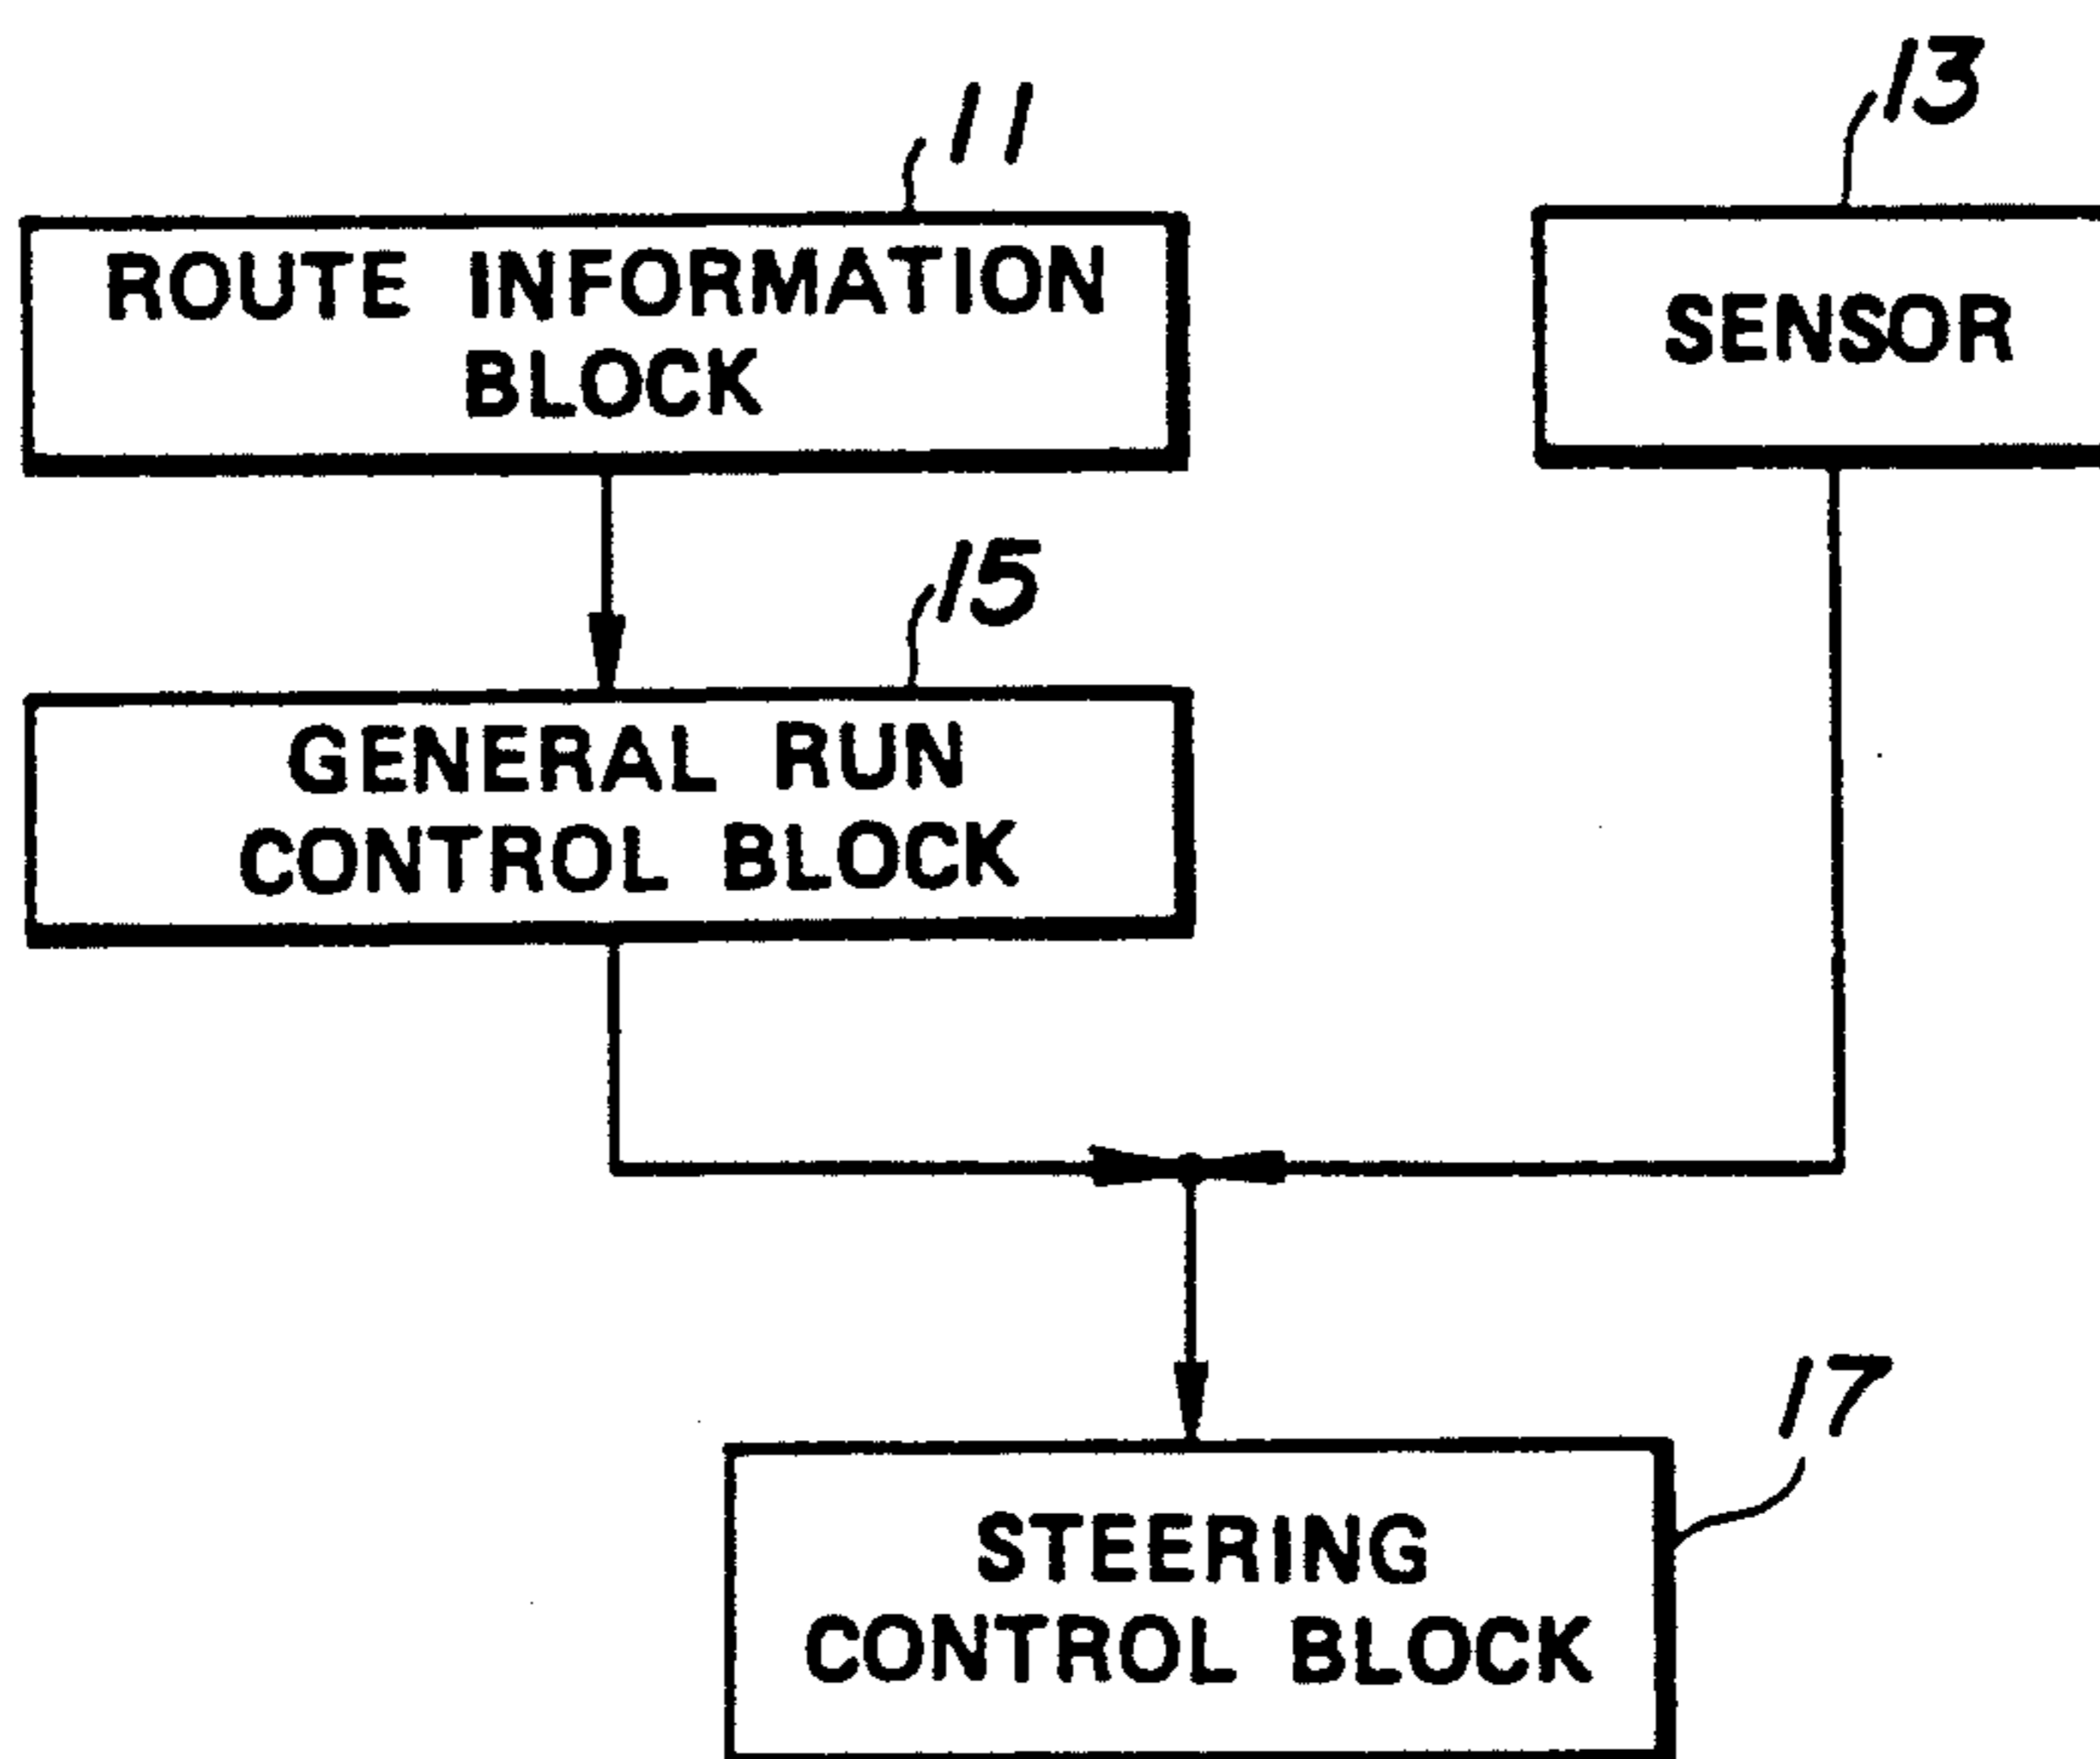 11
13
ROUTE INFORMATION
BLOCK
SENSOR
15
GENERAL RUN
CONTROL BLOCK
17
STEERING
CONTROL BLOCK